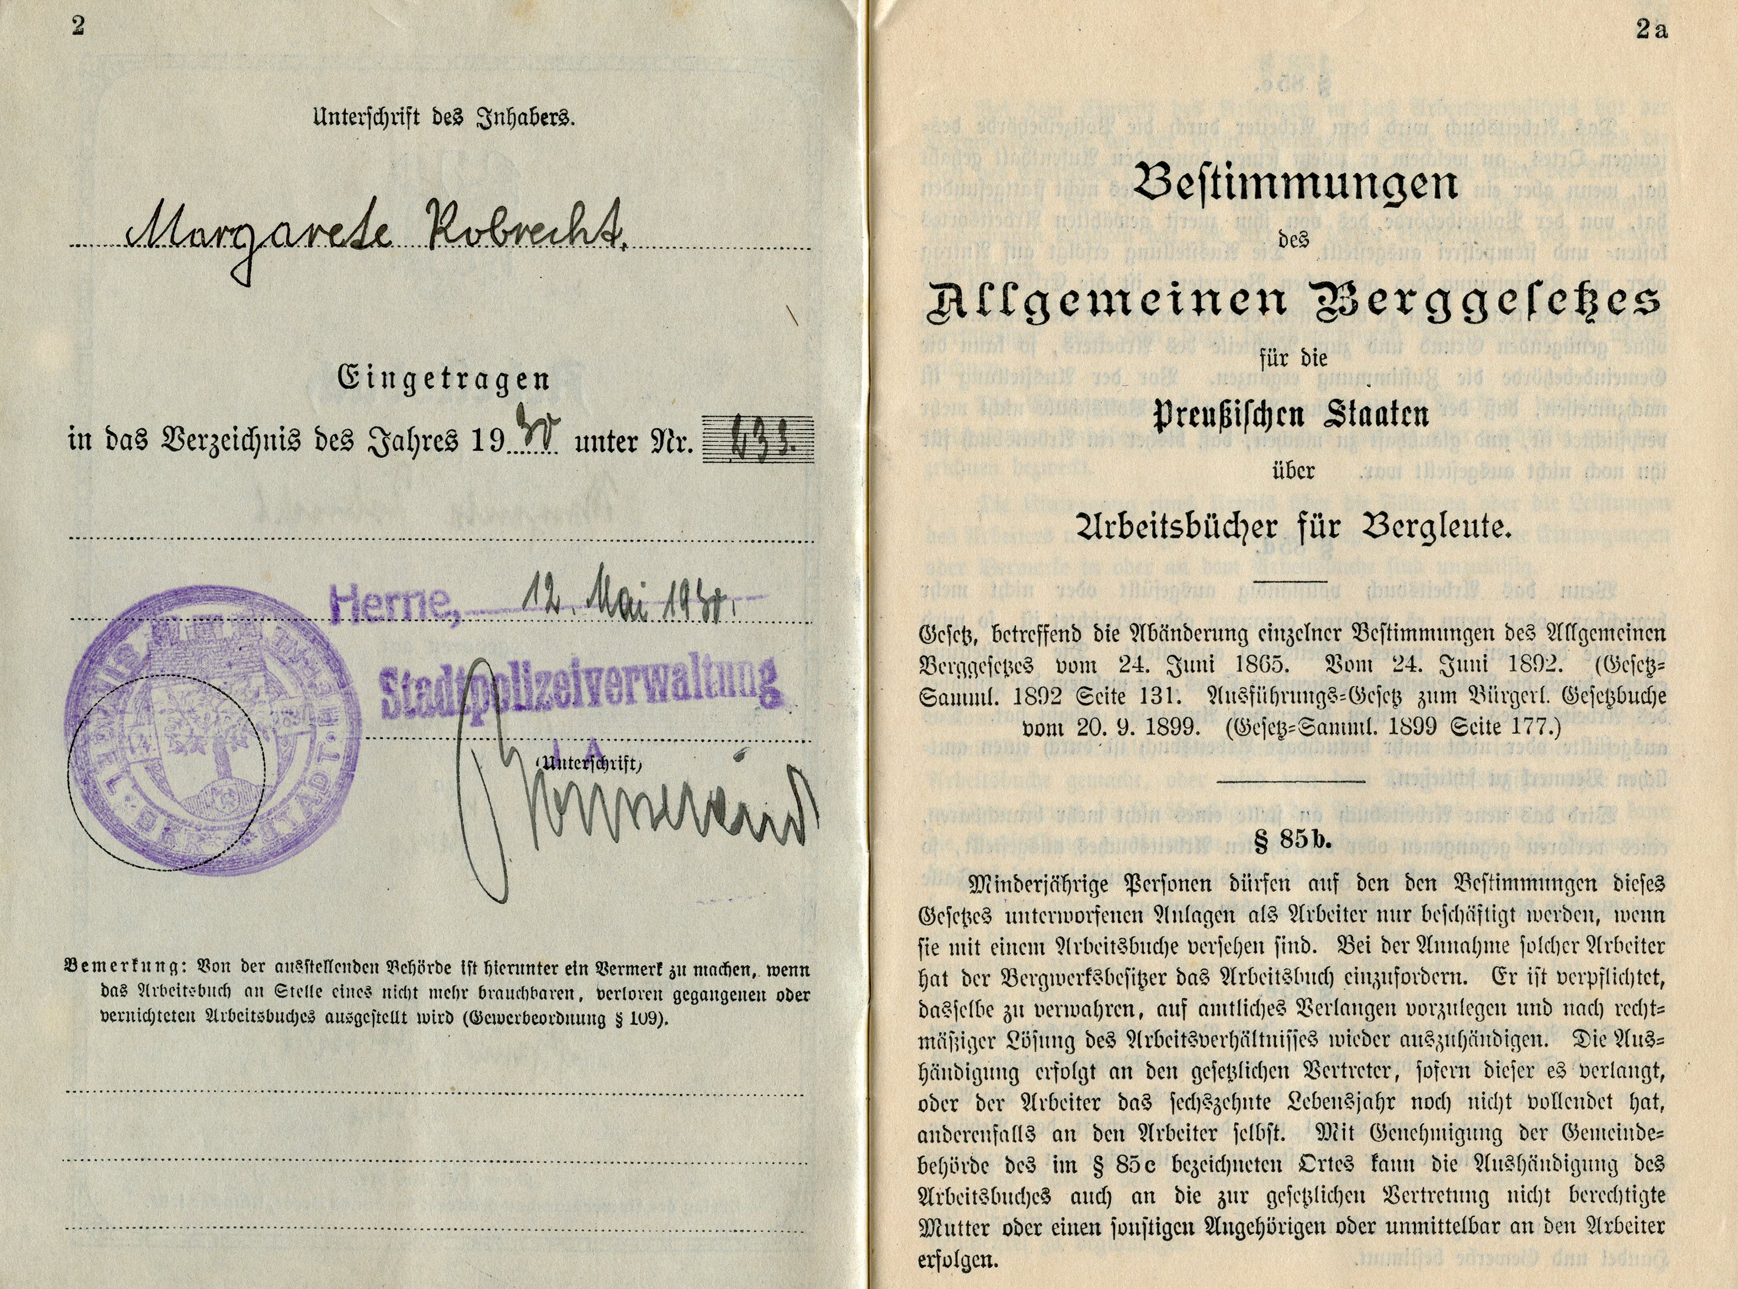 2
Unterschrift des Inhabers.
Margarete Kobrecht.
Eingetragen
in das Verzeichnis des Jahres 1930 unter Nr. 433.
Herne, 12. Mai 1930.
Stadtpolizeiverwaltung
I. A.
(Unterschrift)
SIEGEL DER STADT HERNE
Bemerkung: Von der ausstellenden Behörde ist hierunter ein Vermerk zu machen, wenn
das Arbeitsbuch an Stelle eines nicht mehr brauchbaren, verloren gegangenen oder
vernichteten Arbeitsbuches ausgestellt wird (Gewerbeordnung § 109).
2a
Bestimmungen
des
Allgemeinen Berggesetzes
für die
Preußischen Staaten
über
Arbeitsbücher für Bergleute.
Gesetz, betreffend die Abänderung einzelner Bestimmungen des Allgemeinen
Berggesetzes vom 24. Juni 1865. Vom 24. Juni 1892. (Gesetz-
Samml. 1892 Seite 131. Ausführungs-Gesetz zum Bürgerl. Gesetzbuche
vom 20. 9. 1899. (Gesetz-Samml. 1899 Seite 177.)
§ 85b.
Minderjährige Personen dürfen auf den den Bestimmungen dieses
Gesetzes unterworfenen Anlagen als Arbeiter nur beschäftigt werden, wenn
sie mit einem Arbeitsbuche versehen sind. Bei der Annahme solcher Arbeiter
hat der Bergwerksbesitzer das Arbeitsbuch einzufordern. Er ist verpflichtet,
dasselbe zu verwahren, auf amtliches Verlangen vorzulegen und nach recht-
mäßiger Lösung des Arbeitsverhältnisses wieder auszuhändigen. Die Aus-
händigung erfolgt an den gesetzlichen Vertreter, sofern dieser es verlangt,
oder der Arbeiter das sechszehnte Lebensjahr noch nicht vollendet hat,
anderenfalls an den Arbeiter selbst. Mit Genehmigung der Gemeinde-
behörde des im § 85c bezeichneten Ortes kann die Aushändigung des
Arbeitsbuches auch an die zur gesetzlichen Vertretung nicht berechtigte
Mutter oder einen sonstigen Angehörigen oder unmittelbar an den Arbeiter
erfolgen.